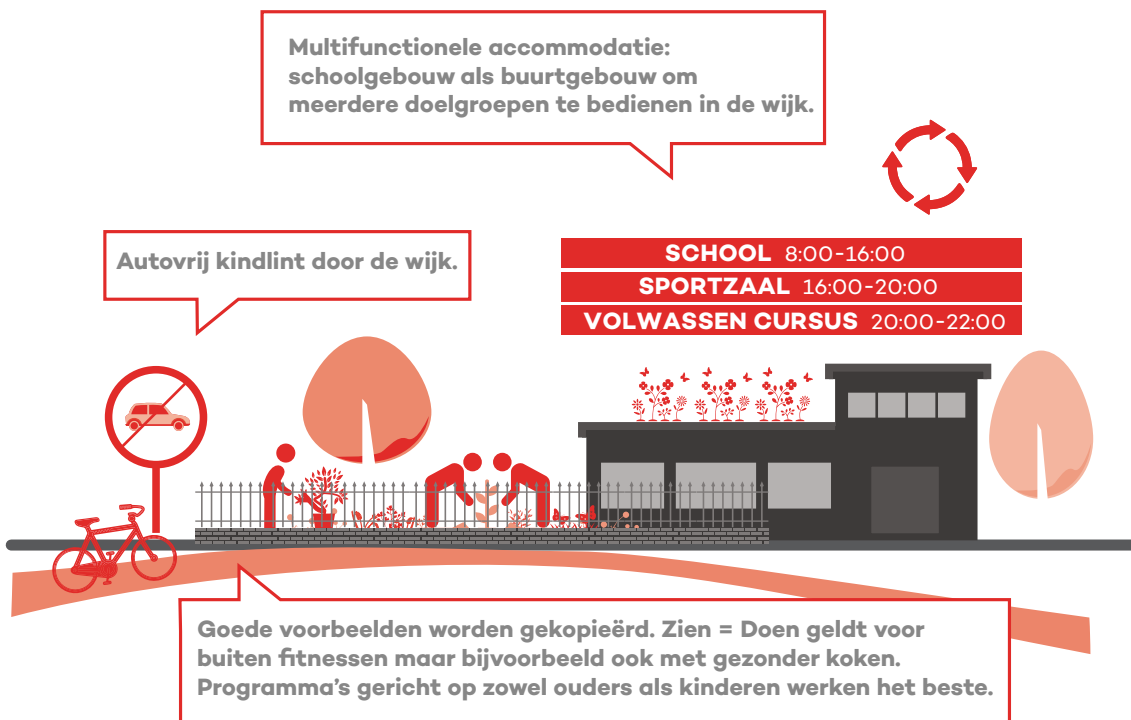 Multifunctionele accommodatie:
schoolgebouw als buurtgebouw om
meerdere doelgroepen te bedienen in de wijk.
Autovrij kindlint door de wijk.
SCHOOL 8:00-16:00
SPORTZAAL 16:00-20:00
VOLWASSEN CURSUS 20:00-22:00
Goede voorbeelden worden gekopieërd. Zien = Doen geldt voor
buiten fitnessen maar bijvoorbeeld ook met gezonder koken.
Programma's gericht op zowel ouders als kinderen werken het beste.